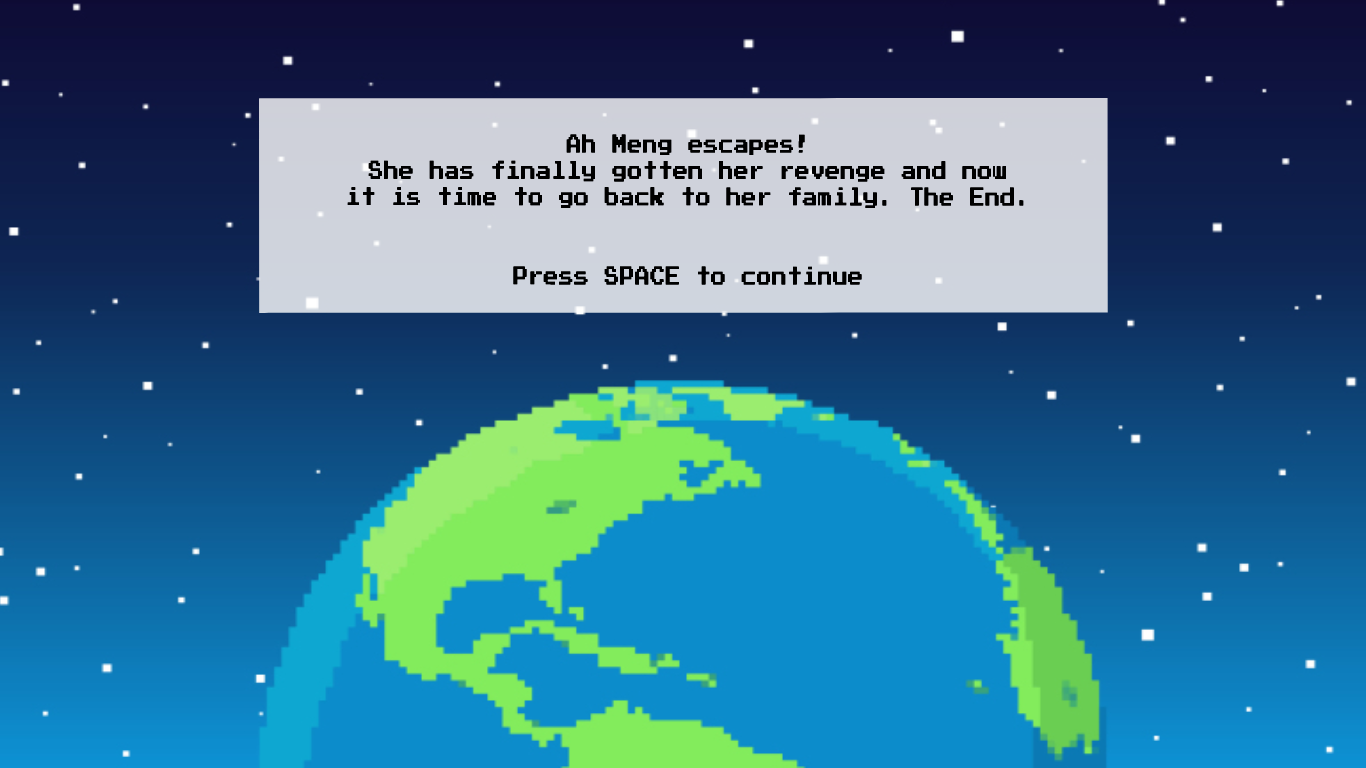 Ah Meng escapes!
She has finally gotten her revenge and now
it is time to go back to her family. The End.
Press SPACE to continue